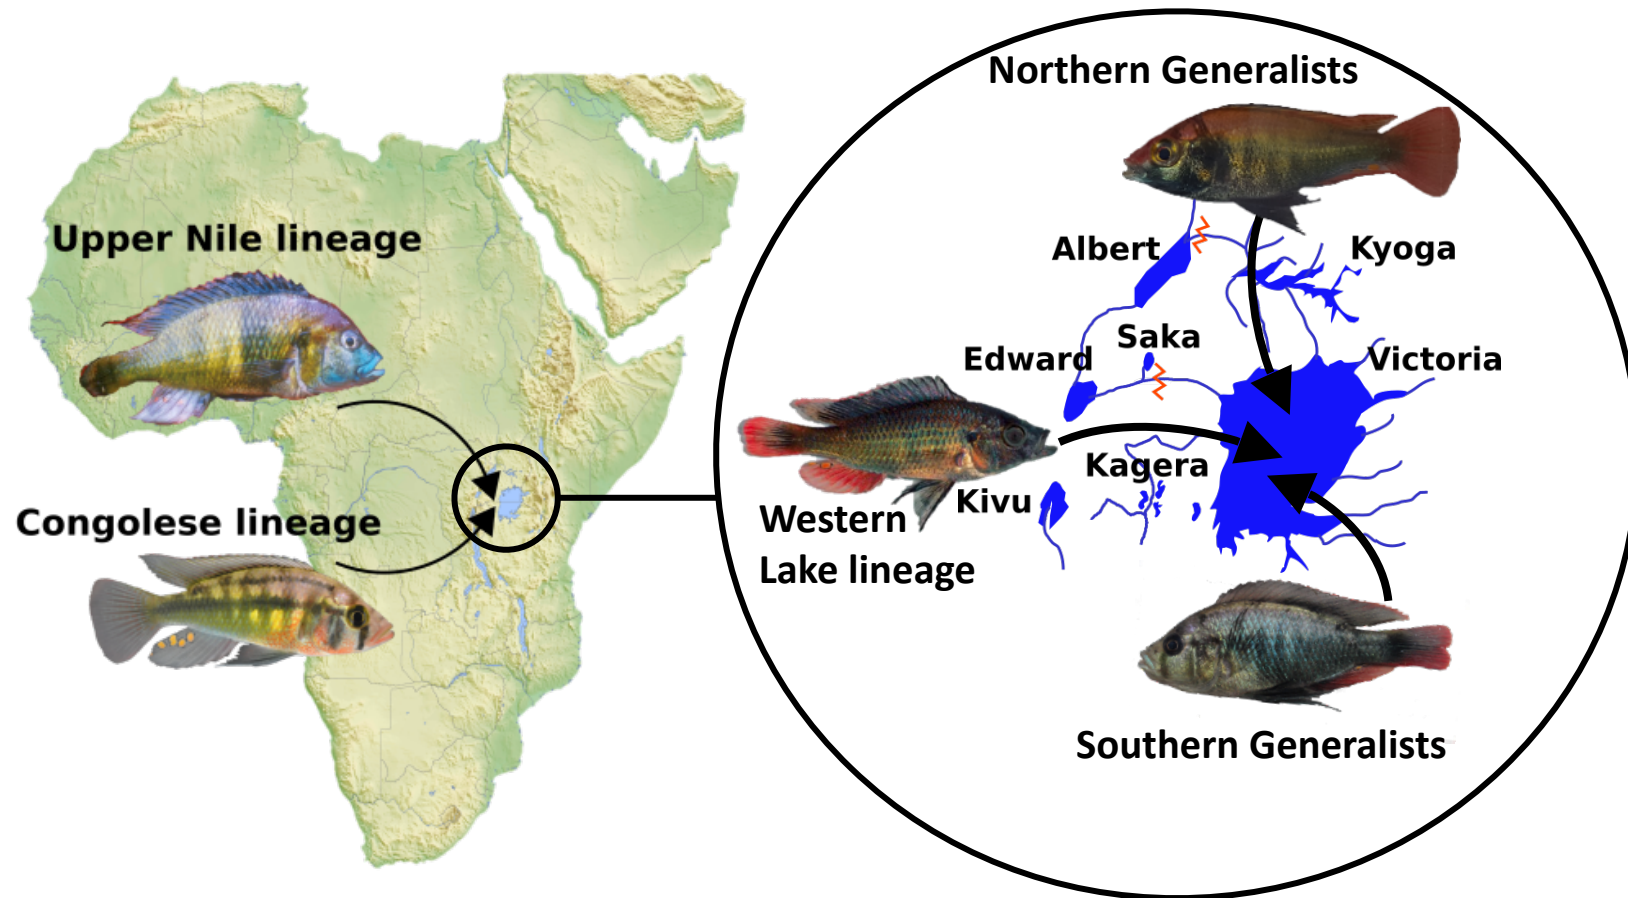 Northern Generalists
Upper Nile lineage
Albert
Kyoga
Saka
Edward
Victoria
Kagera
Kivu
Western
Lake lineage
Congolese lineage
Southern Generalists